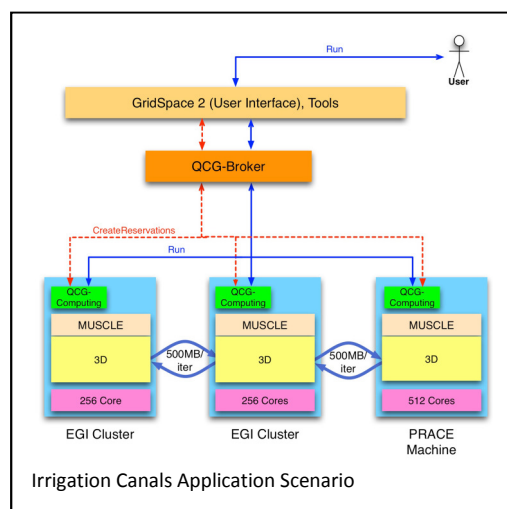 Run
User
GridSpace 2 (User Interface), Tools
QCG-Broker
CreateReservations
Run
QCG-
Computing
QCG-
Computing
QCG-
Computing
MUSCLE
MUSCLE
MUSCLE
3D
500MB/
iter
3D
500MB/
iter
3D
256 Core
256 Cores
512 Cores
EGI Cluster
EGI Cluster
PRACE
Machine
Irrigation Canals Application Scenario